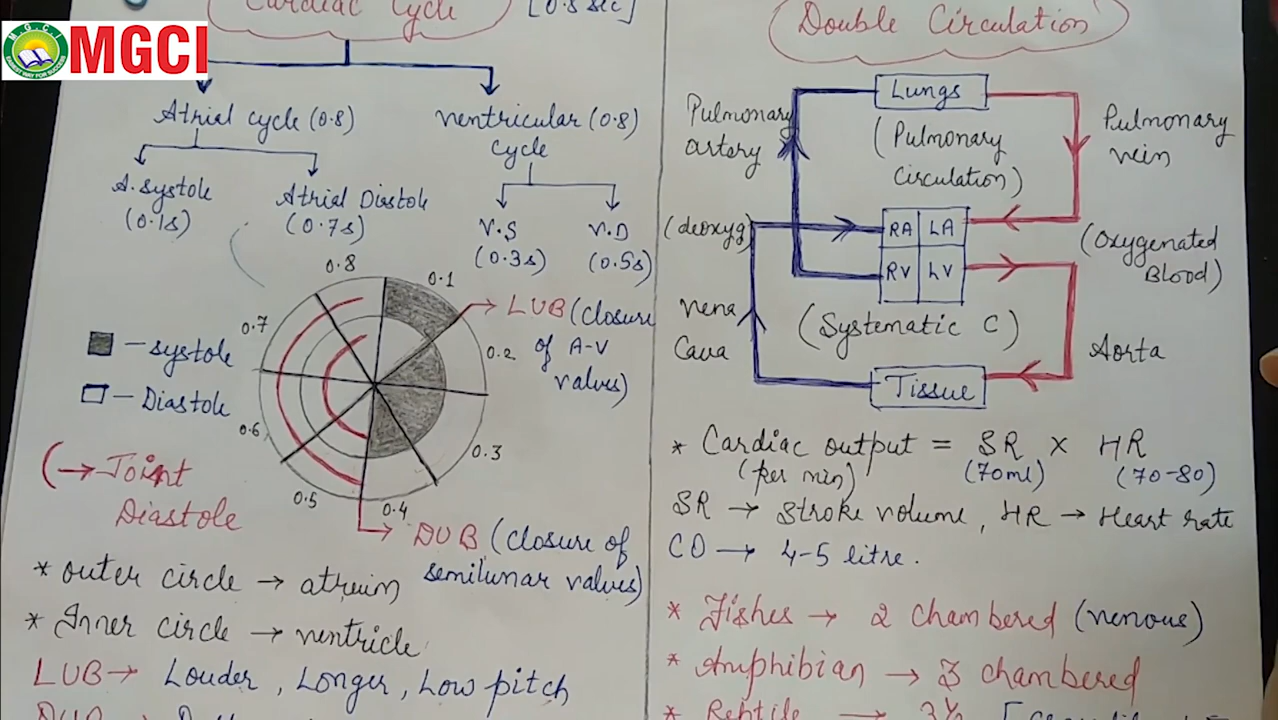 Cardiac Cycle [0.8 sec]
M.G.C.I.
MGCI
Atrial cycle (0.8)
ventricular (0.8)
cycle
A.systole
(0.1s)
Atrial Diastole
(0.7s)
V.S
(0.3s)
V.D
(0.5s)
0.8
0.1
0.7
0.2
0.6
0.3
0.5
0.4
LUB (closure
of A-V
valves)
- systole
- Diastole
(→ Joint
Diastole
DUB (closure of
semilunar valves)
* outer circle → atreium
* Inner circle → ventricle
LUB → Louder, Longer, Low pitch
Double Circulation
Lungs
Pulmonary
artery
(Pulmonary
Circulation)
Pulmonary
vein
(deoxyg)
RA LA
RV LV
(Oxygenated
Blood)
Vena
Cava
(Systematic C)
Aorta
Tissue
* Cardiac output = SR x HR
(per min) (70ml) (70-80)
SR → Stroke volume, HR → Heart rate
CO → 4-5 litre.
* Fishes → 2 chambered (venous)
* Amphibian → 3 chambered
* Reptile → 3½